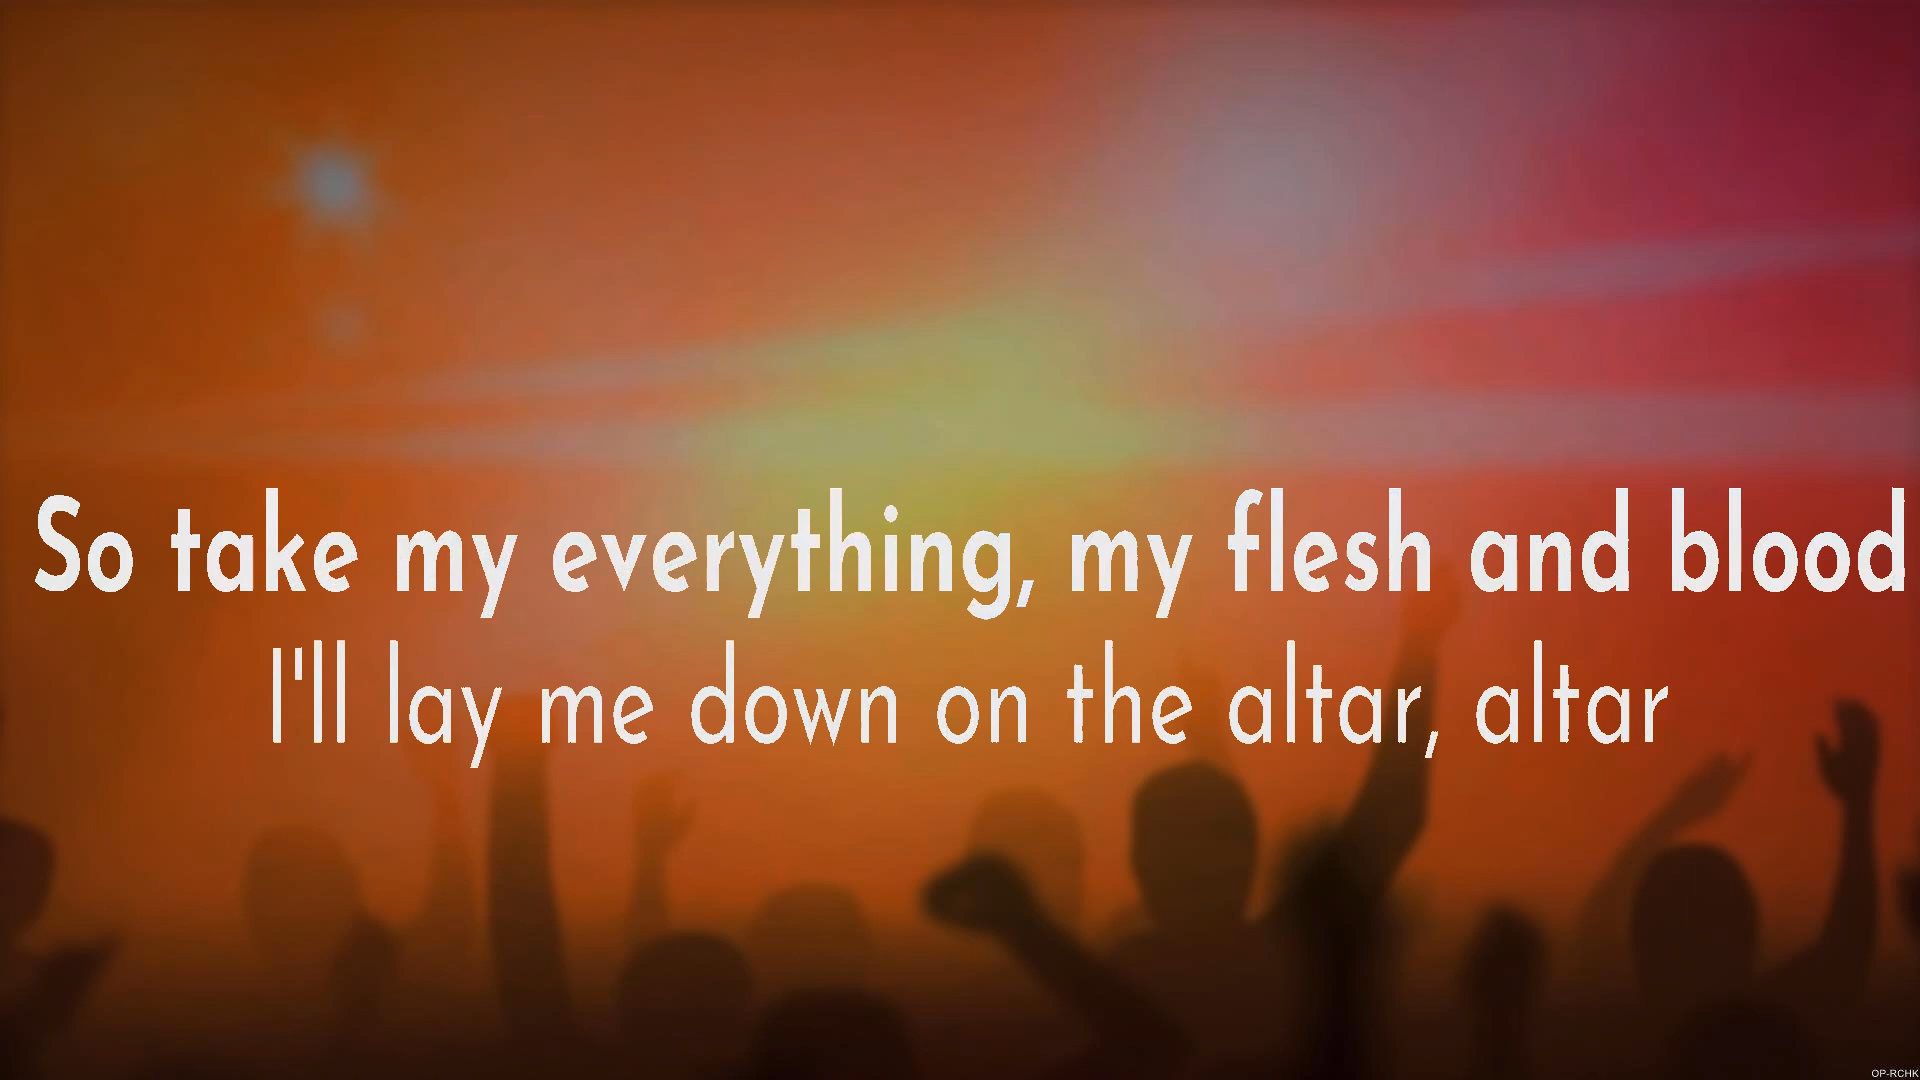 So take my everything, my flesh and blood
I'll lay me down on the altar, altar
OP-RCHK